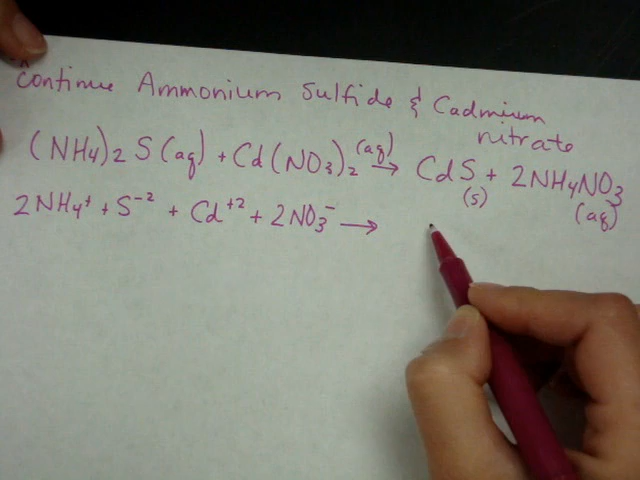 Continue Ammonium Sulfide & Cadmium
nitrate
(NH4)2 S(aq) + Cd(NO3)2 (aq) → CdS + 2NH4NO3
(s) (aq)
2NH4+ + S-2 + Cd+2 + 2NO3- →